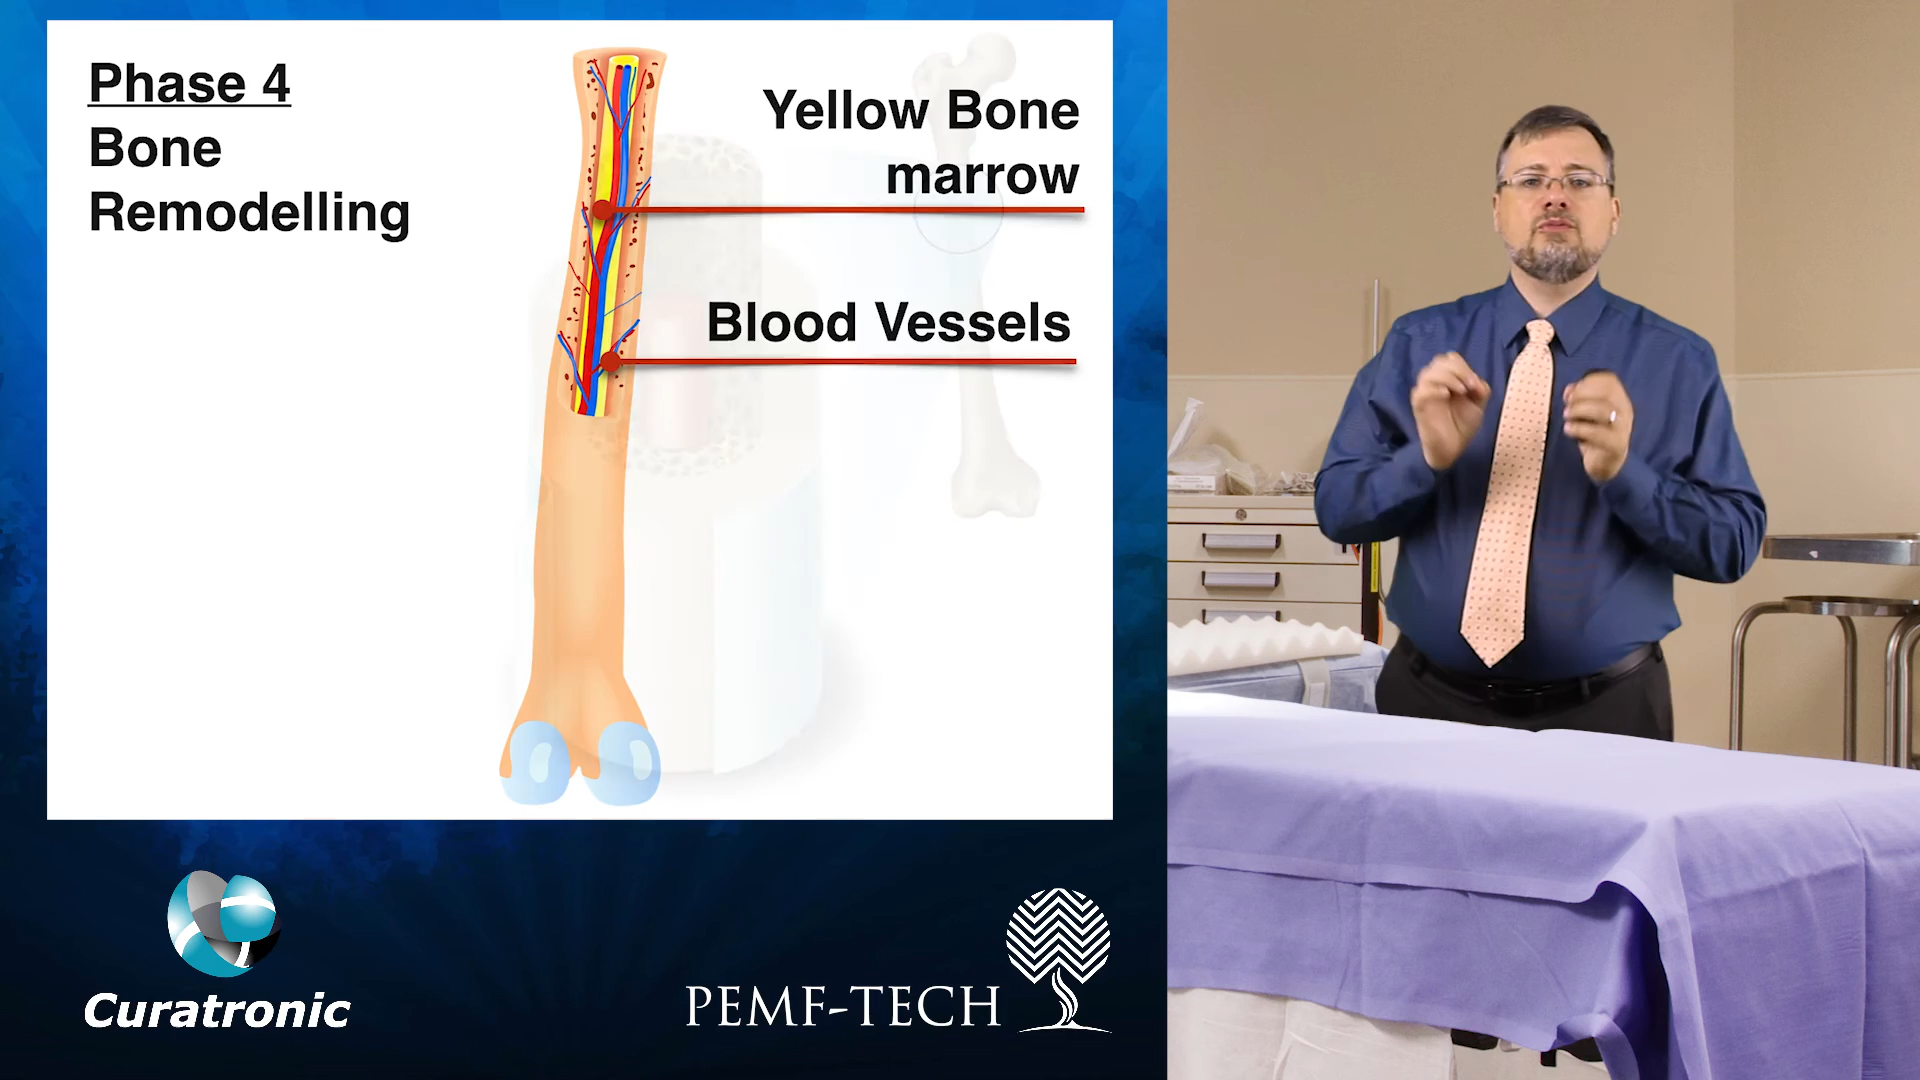 Phase 4
Bone
Remodelling
Yellow Bone
marrow
Blood Vessels
Curatronic
PEMF-TECH